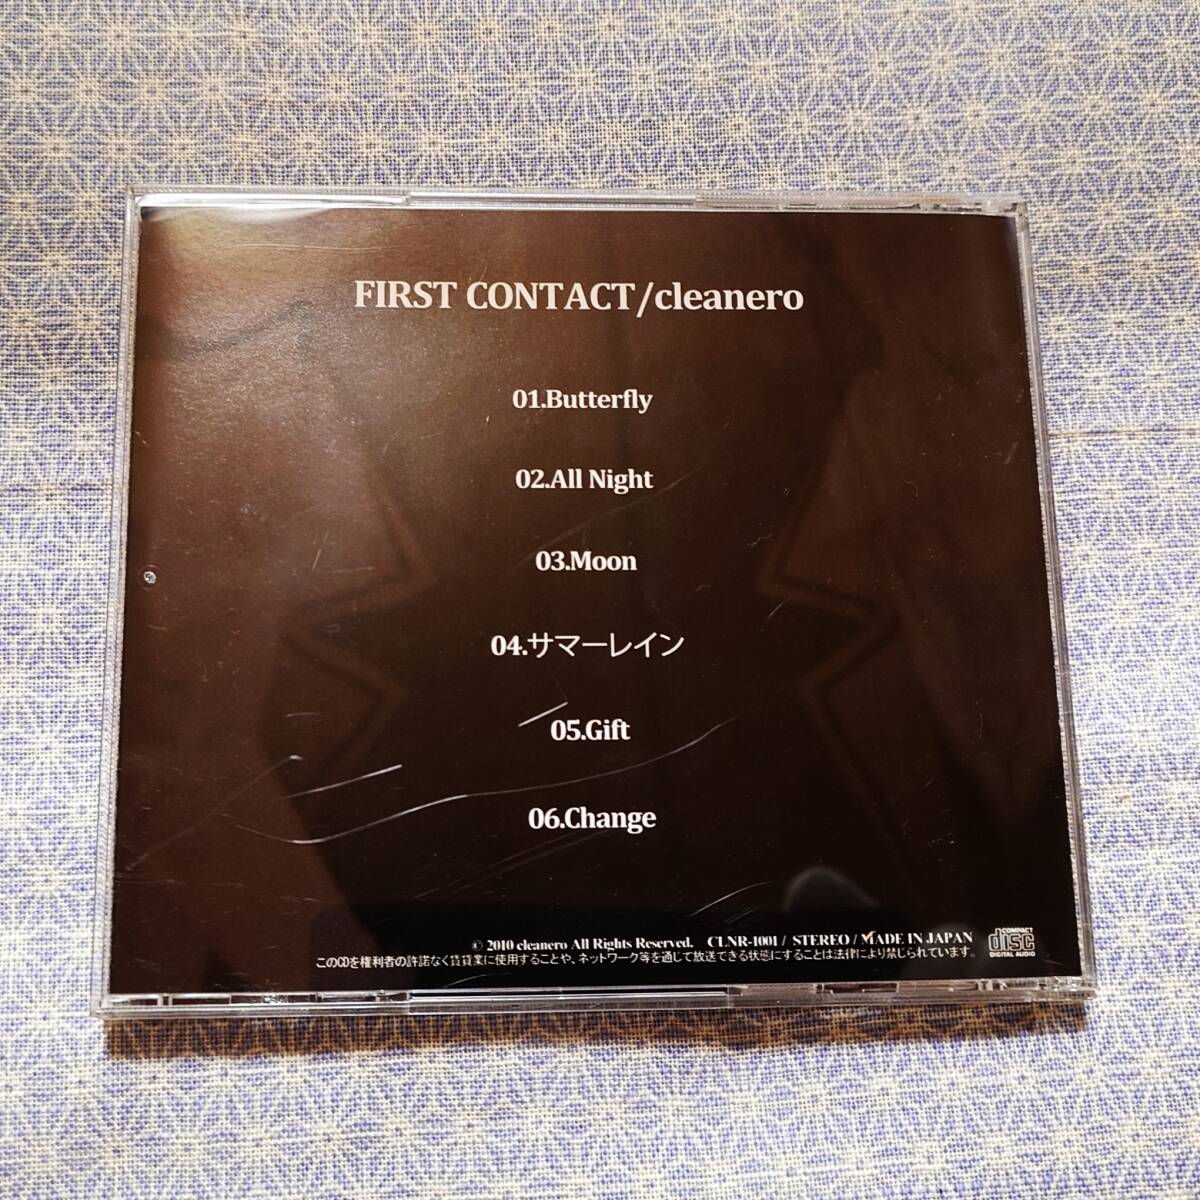 FIRST CONTACT/cleanero
01.Butterfly
02.All Night
03.Moon
04.サマーレイン
05.Gift
06.Change
© 2010 cleanero All Rights Reserved. CLNR-1001 / STEREO / MADE IN JAPAN
このCDを権利者の許諾なく賃貸業に使用することや、ネットワーク等を通じて放送できる状態にすることは法律により禁じられています。
COMPACT
disc
DIGITAL AUDIO